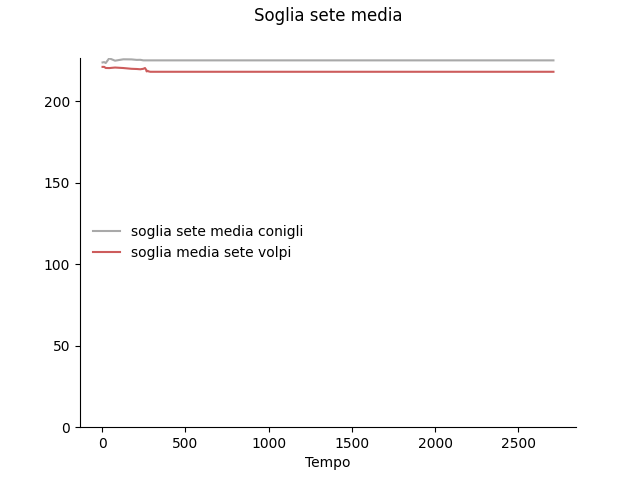 Soglia sete media
200
150
100
50
0
soglia sete media conigli
soglia media sete volpi
0 500 1000 1500 2000 2500
Tempo